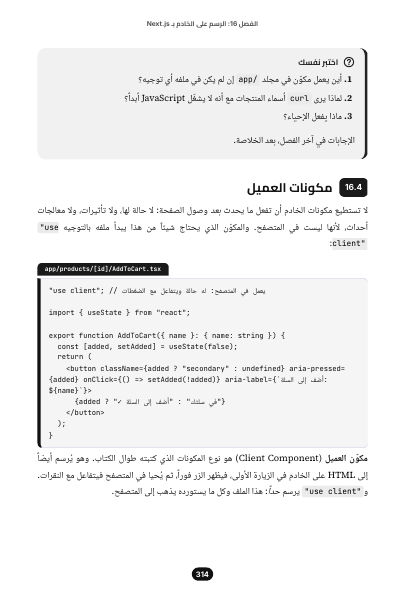 الفصل 16: الرسم على الخادم بـ Next.js
اختبر نفسك
1. أين يعمل مكوّن في مجلد app/ إن لم يكن في ملفه أي توجيه؟
2. لماذا يرى curl أسماء المنتجات مع أنه لا يشغّل JavaScript أبداً؟
3. ماذا يفعل الإحياء؟
الإجابات في آخر الفصل، بعد الخلاصة.
16.4 مكونات العميل
لا تستطيع مكونات الخادم أن تفعل ما يحدث بعد وصول الصفحة؛ لا حالة لها، ولا تأثيرات، ولا معالجات
أحداث، لأنها ليست في المتصفح. والمكوّن الذي يحتاج شيئاً من هذا يبدأ ملفه بالتوجيه "use
client":
app/products/[id]/AddToCart.tsx
"use client"; // يعمل في المتصفح: له حالة ويتفاعل مع الضغطات
import { useState } from "react";
export function AddToCart({ name }: { name: string }) {
const [added, setAdded] = useState(false);
return (
<button className={added ? "secondary" : undefined} aria-pressed=
{added} onClick={() => setAdded(!added)} aria-label={`أضف إلى السلة:
${name}`}>
{added ? "✓ في سلتك" : "أضف إلى السلة"}
</button>
);
}
مكوّن العميل (Client Component) هو نوع المكونات الذي كتبته طوال الكتاب. وهو يُرسم أيضاً
إلى HTML على الخادم في الزيارة الأولى، فيظهر الزر فوراً، ثم يُحيا في المتصفح فيتفاعل مع النقرات.
و"use client" يرسم حداً: هذا الملف وكل ما يستورده يذهب إلى المتصفح.
314